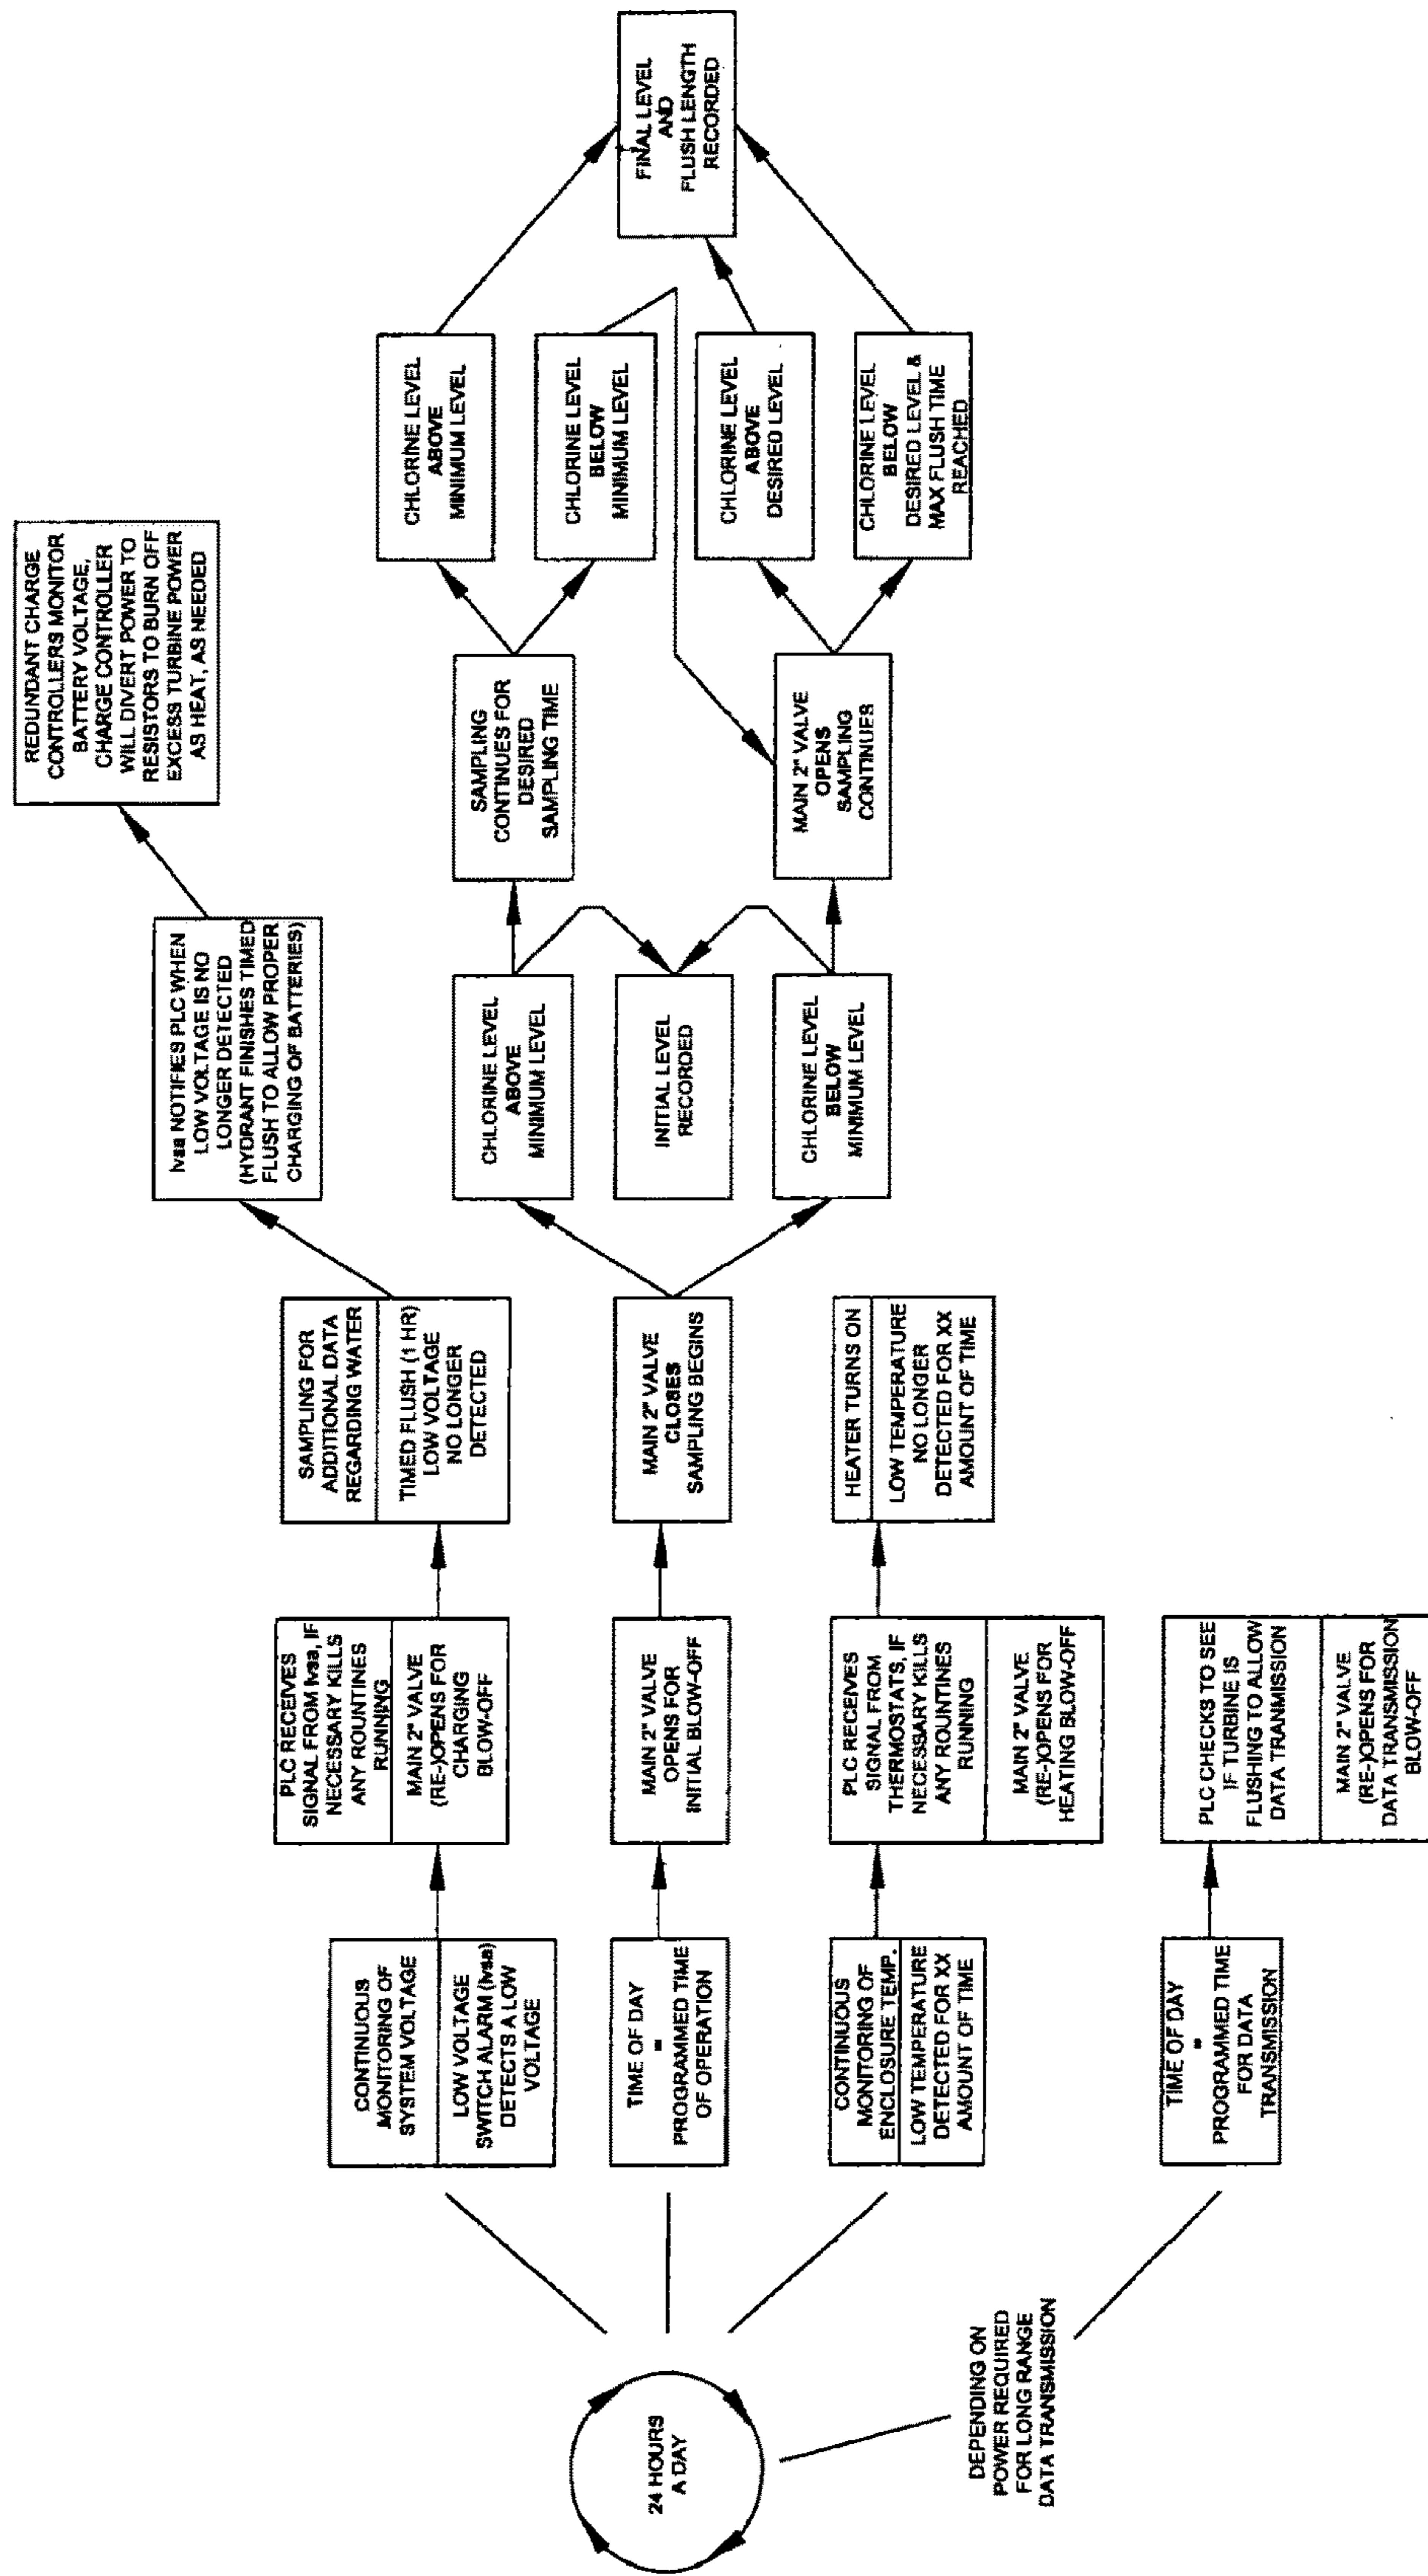 24 HOURS
A DAY
DEPENDING ON
POWER REQUIRED
FOR LONG RANGE
DATA TRANSMISSION
CONTINUOUS
MONITORING OF
SYSTEM VOLTAGE
LOW VOLTAGE
SWITCH ALARM (lvsa)
DETECTS A LOW
VOLTAGE
PLC RECEIVES
SIGNAL FROM lvsa, IF
NECESSARY KILLS
ANY ROUNTINES
RUNNING
MAIN 2" VALVE
(RE-)OPENS FOR
CHARGING
BLOW-OFF
SAMPLING FOR
ADDITIONAL DATA
REGARDING WATER
TIMED FLUSH (1 HR)
LOW VOLTAGE
NO LONGER
DETECTED
lvsa NOTIFIES PLC WHEN
LOW VOLTAGE IS NO
LONGER DETECTED
(HYDRANT FINISHES TIMED
FLUSH TO ALLOW PROPER
CHARGING OF BATTERIES)
REDUNDANT CHARGE
CONTROLLERS MONITOR
BATTERY VOLTAGE,
CHARGE CONTROLLER
WILL DIVERT POWER TO
RESISTORS TO BURN OFF
EXCESS TURBINE POWER
AS HEAT, AS NEEDED
TIME OF DAY
=
PROGRAMMED TIME
OF OPERATION
MAIN 2" VALVE
OPENS FOR
INITIAL BLOW-OFF
MAIN 2" VALVE
CLOSES
SAMPLING BEGINS
CHLORINE LEVEL
ABOVE
MINIMUM LEVEL
INITIAL LEVEL
RECORDED
CHLORINE LEVEL
BELOW
MINIMUM LEVEL
SAMPLING
CONTINUES FOR
DESIRED
SAMPLING TIME
MAIN 2" VALVE
OPENS
SAMPLING
CONTINUES
CHLORINE LEVEL
ABOVE
MINIMUM LEVEL
CHLORINE LEVEL
BELOW
MINIMUM LEVEL
CHLORINE LEVEL
ABOVE
DESIRED LEVEL
CHLORINE LEVEL
BELOW
DESIRED LEVEL &
MAX FLUSH TIME
REACHED
FINAL LEVEL
AND
FLUSH LENGTH
RECORDED
CONTINUOUS
MONITORING OF
ENCLOSURE TEMP.
LOW TEMPERATURE
DETECTED FOR XX
AMOUNT OF TIME
PLC RECEIVES
SIGNAL FROM
THERMOSTATS, IF
NECESSARY KILLS
ANY ROUNTINES
RUNNING
MAIN 2" VALVE
(RE-)OPENS FOR
HEATING BLOW-OFF
HEATER TURNS ON
LOW TEMPERATURE
NO LONGER
DETECTED FOR XX
AMOUNT OF TIME
TIME OF DAY
=
PROGRAMMED TIME
FOR DATA
TRANSMISSION
PLC CHECKS TO SEE
IF TURBINE IS
FLUSHING TO ALLOW
DATA TRANMISSION
MAIN 2" VALVE
(RE-)OPENS FOR
DATA TRANSMISSION
BLOW-OFF